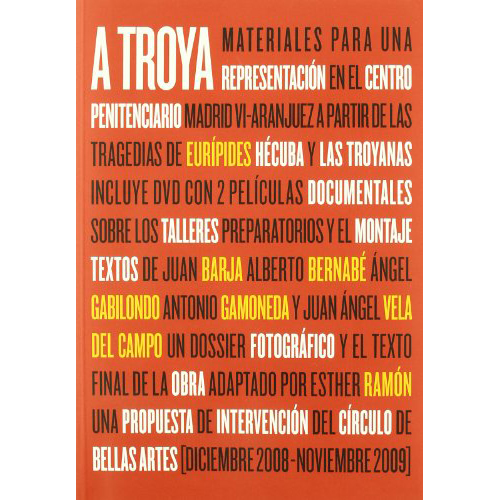 A TROYA MATERIALES PARA UNA
REPRESENTACIÓN EN EL CENTRO
PENITENCIARIO MADRID VI-ARANJUEZ A PARTIR DE LAS
TRAGEDIAS DE EURÍPIDES HÉCUBA Y LAS TROYANAS
INCLUYE DVD CON 2 PELÍCULAS DOCUMENTALES
SOBRE LOS TALLERES PREPARATORIOS Y EL MONTAJE
TEXTOS DE JUAN BARJA ALBERTO BERNABÉ ÁNGEL
GABILONDO ANTONIO GAMONEDA Y JUAN ÁNGEL VELA
DEL CAMPO UN DOSSIER FOTOGRÁFICO Y EL TEXTO
FINAL DE LA OBRA ADAPTADO POR ESTHER RAMÓN
UNA PROPUESTA DE INTERVENCIÓN DEL CÍRCULO DE
BELLAS ARTES [DICIEMBRE 2008-NOVIEMBRE 2009]